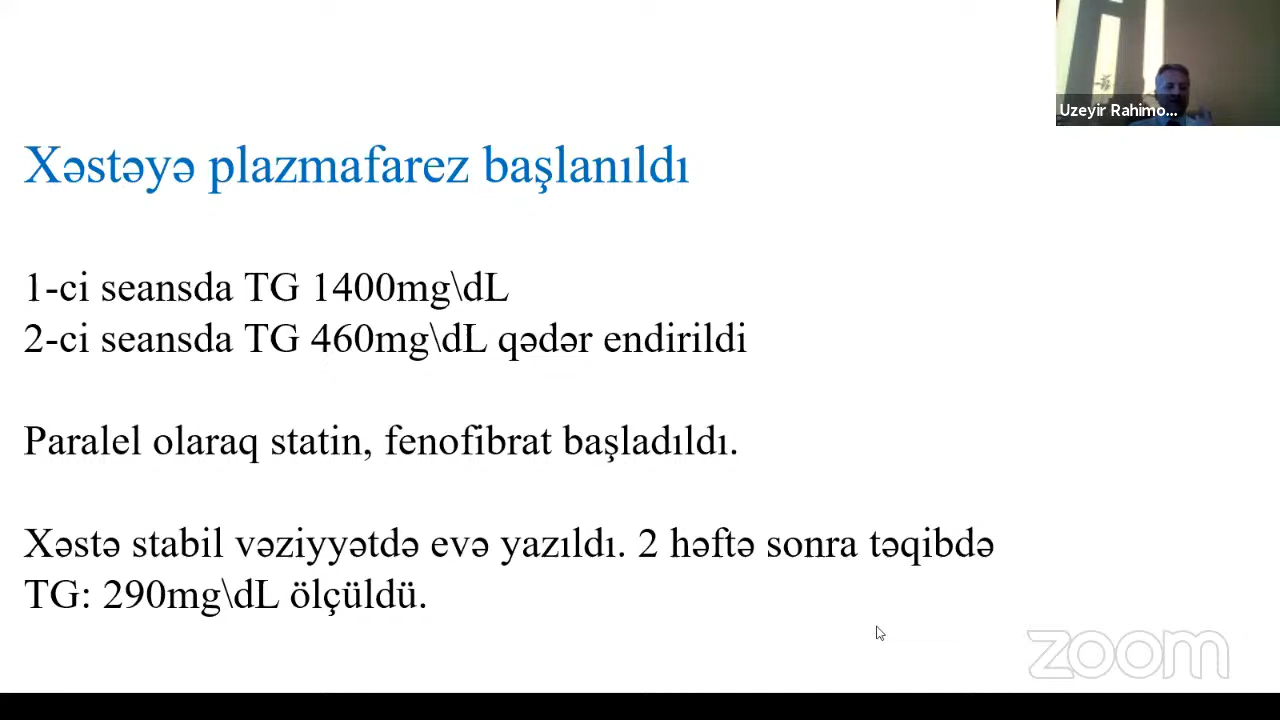 Uzeyir Rahimo...
Xəstəyə plazmafarez başlanıldı
1-ci seansda TG 1400mg\dL
2-ci seansda TG 460mg\dL qədər endirildi
Paralel olaraq statin, fenofibrat başladıldı.
Xəstə stabil vəziyyətdə evə yazıldı. 2 həftə sonra təqibdə
TG: 290mg\dL ölçüldü.
zoom